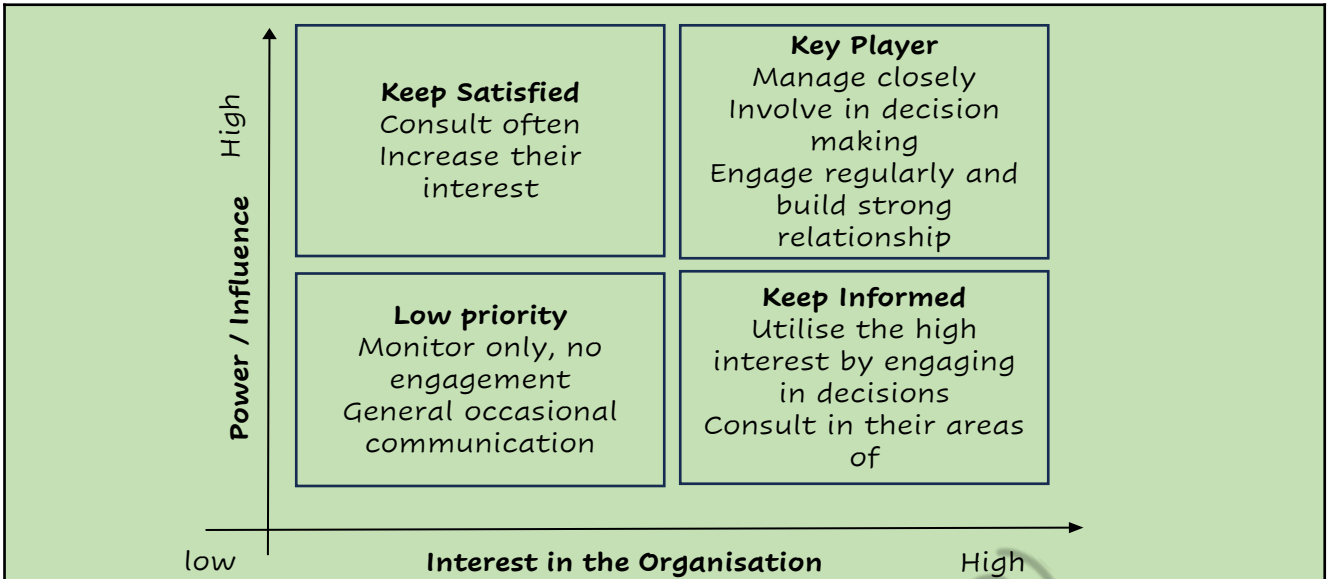 High
Power / Influence
Keep Satisfied
Consult often
Increase their
interest
Key Player
Manage closely
Involve in decision
making
Engage regularly and
build strong
relationship
Low priority
Monitor only, no
engagement
General occasional
communication
Keep Informed
Utilise the high
interest by engaging
in decisions
Consult in their areas
of
low
Interest in the Organisation
High